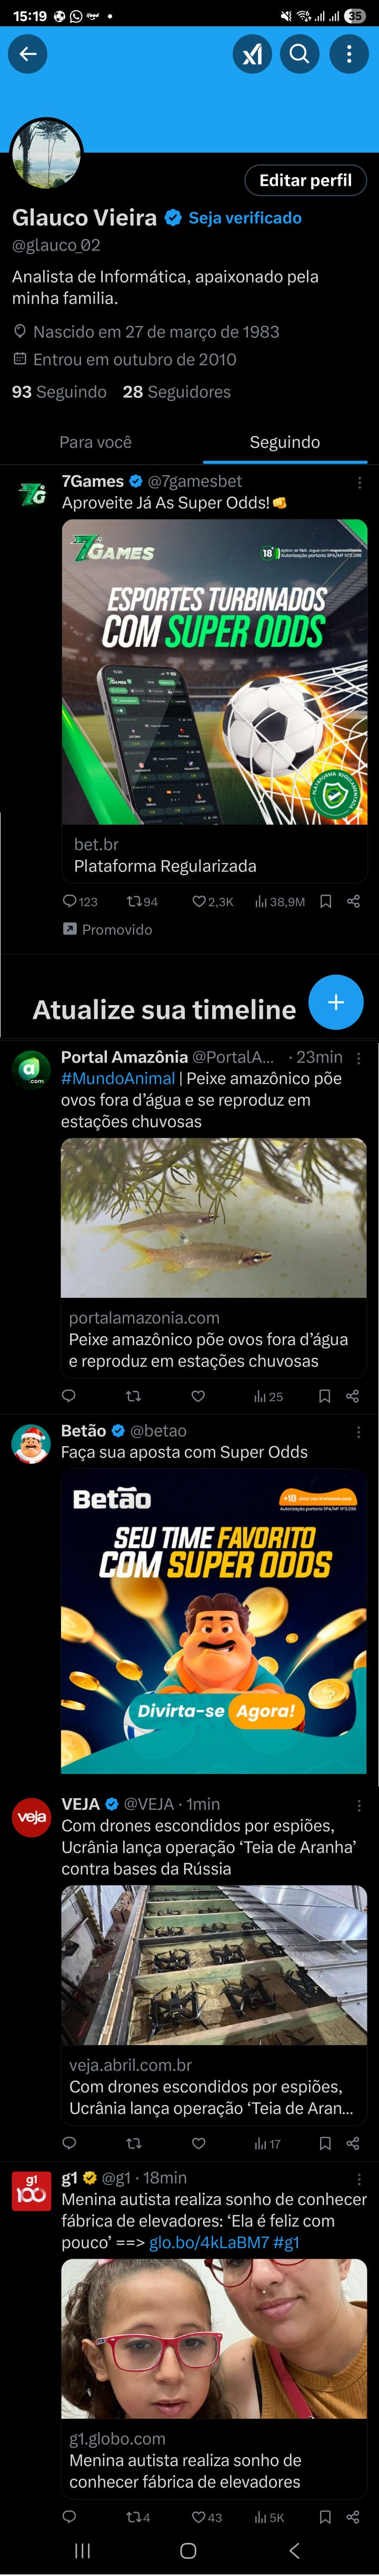 15:19
35
Editar perfil
Glauco Vieira Seja verificado
@glauco_02
Analista de Informática, apaixonado pela
minha familia.
Nascido em 27 de março de 1983
Entrou em outubro de 2010
93 Seguindo 28 Seguidores
Para você Seguindo
7Games @7gamesbet
Aproveite Já As Super Odds!👊
7GAMES
ESPORTES TURBINADOS
COM SUPER ODDS
PLATAFORMA REGULAMENTADA
bet.br
Plataforma Regularizada
123 94 2,3K 38,9M
Promovido
Atualize sua timeline
Portal Amazônia @PortalA... · 23min
#MundoAnimal | Peixe amazônico põe
ovos fora d’água e se reproduz em
estações chuvosas
portalamazonia.com
Peixe amazônico põe ovos fora d’água
e reproduz em estações chuvosas
25
Betão @betao
Faça sua aposta com Super Odds
Betão
SEU TIME FAVORITO
COM SUPER ODDS
Divirta-se Agora!
veja
VEJA @VEJA · 1min
Com drones escondidos por espiões,
Ucrânia lança operação ‘Teia de Aranha’
contra bases da Rússia
veja.abril.com.br
Com drones escondidos por espiões,
Ucrânia lança operação ‘Teia de Aran...
17
g1
100
g1 @g1 · 18min
Menina autista realiza sonho de conhecer
fábrica de elevadores: ‘Ela é feliz com
pouco’ ==> glo.bo/4kLaBM7 #g1
g1.globo.com
Menina autista realiza sonho de
conhecer fábrica de elevadores
4 43 5K